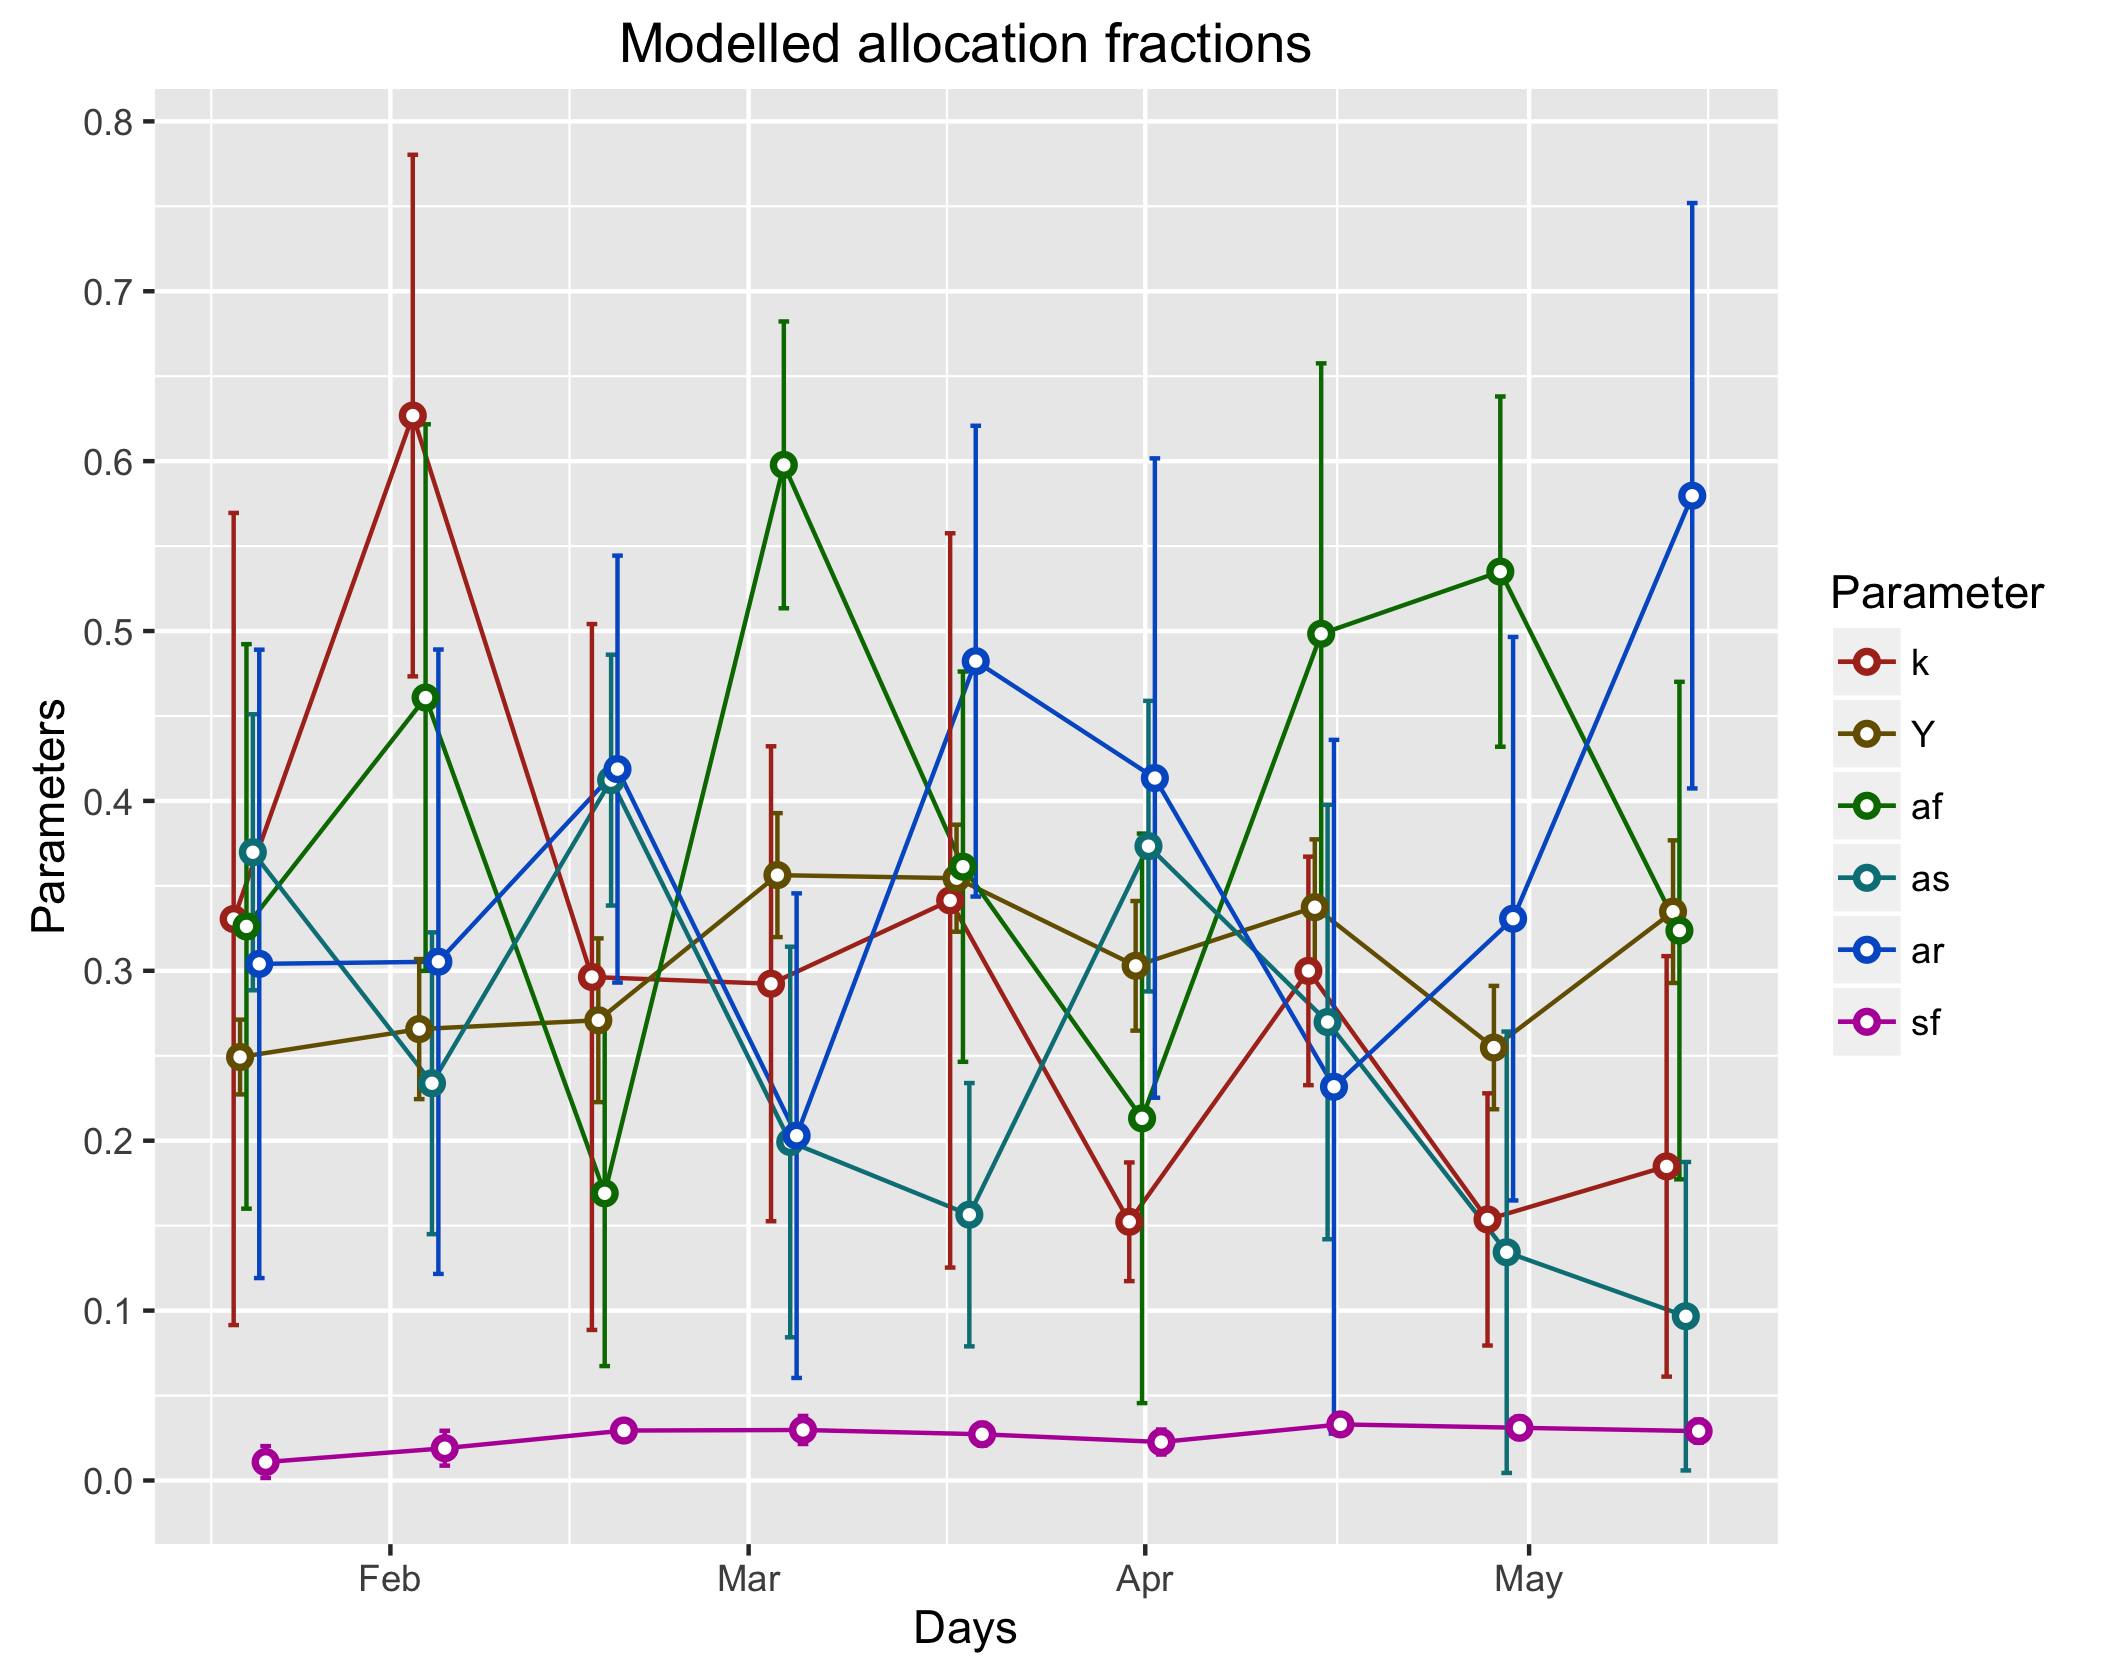 Modelled allocation fractions
0.8
0.7
0.6
0.5
0.4
0.3
0.2
0.1
0.0
Parameters
Feb Mar Apr May
Days
Parameter
k
Y
af
as
ar
sf